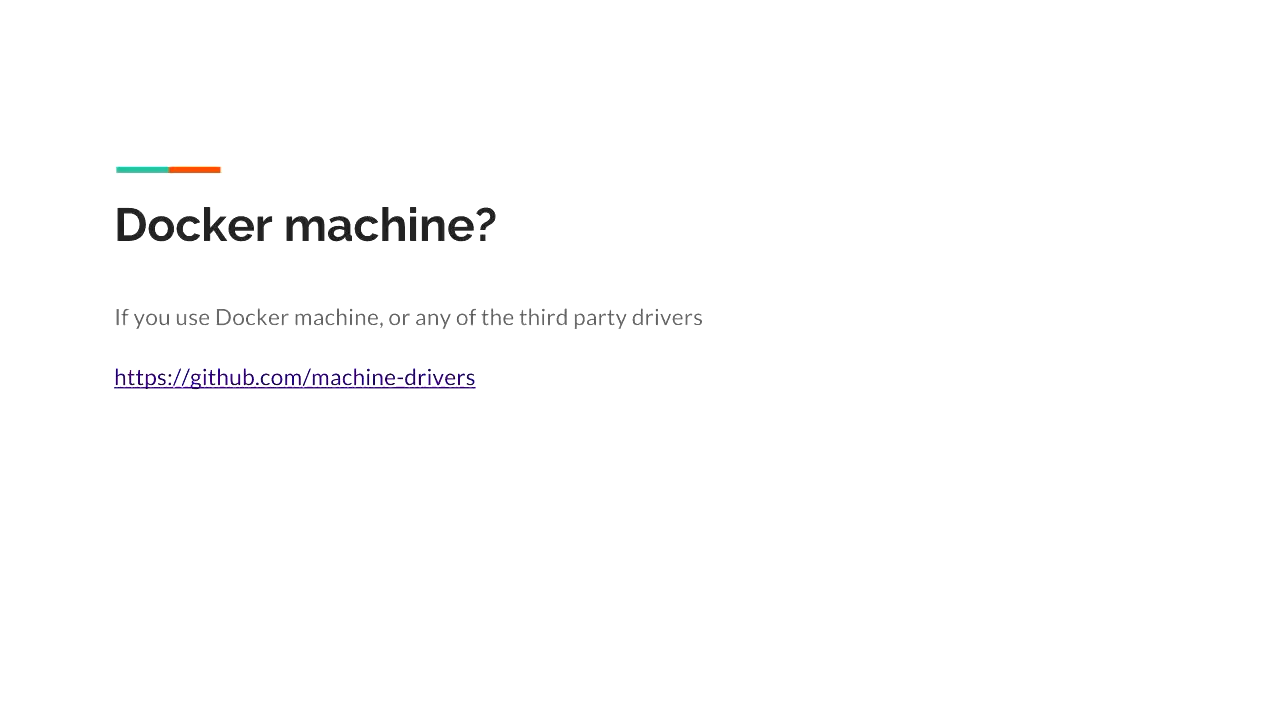 Docker machine?
If you use Docker machine, or any of the third party drivers
https://github.com/machine-drivers